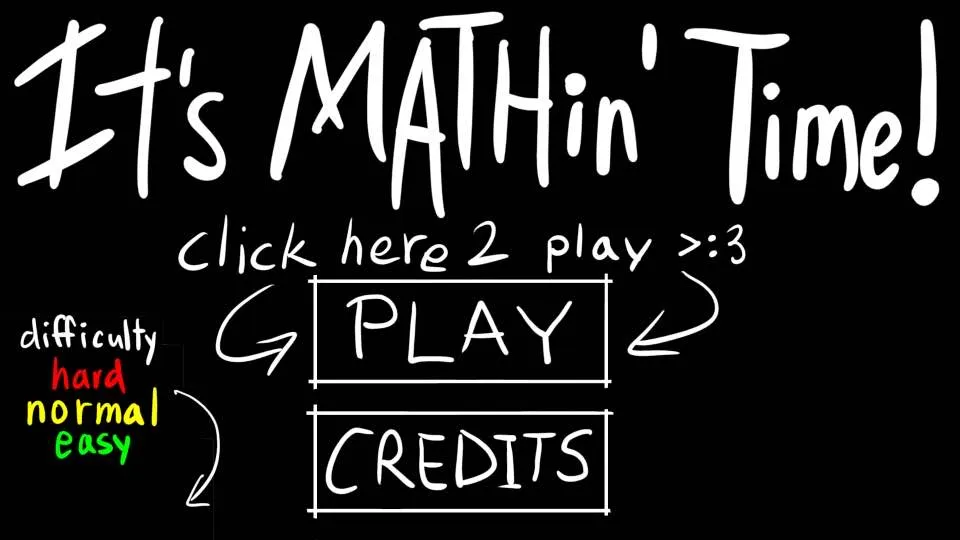 It's MATHin' Time!
click here 2 play >:3
PLAY
difficulty
hard
normal
easy
CREDITS